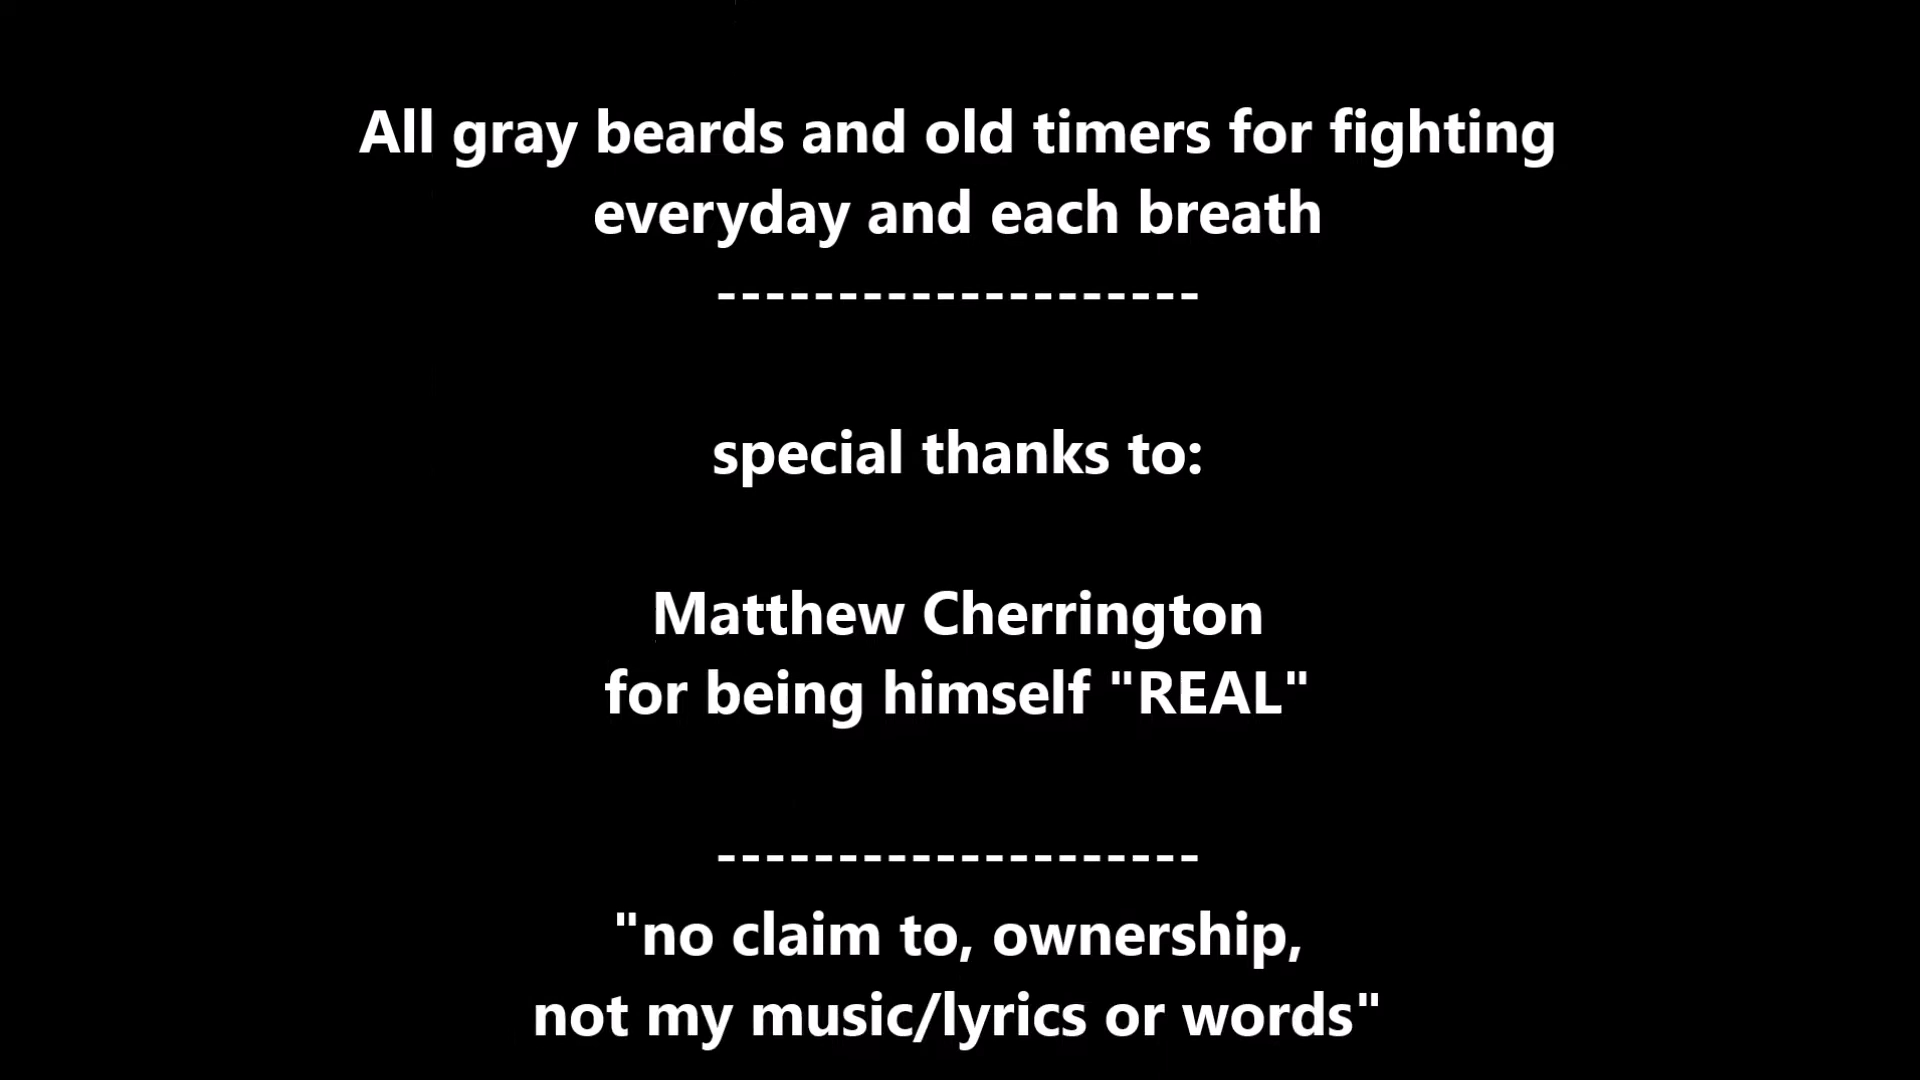 All gray beards and old timers for fighting
everyday and each breath
--------------------
special thanks to:
Matthew Cherrington
for being himself "REAL"
--------------------
"no claim to, ownership,
not my music/lyrics or words"